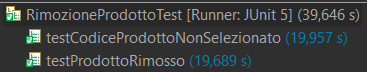 RimozioneProdottoTest [Runner: JUnit 5] (39,646 s)
testCodiceProdottoNonSelezionato (19,957 s)
testProdottoRimosso (19,689 s)